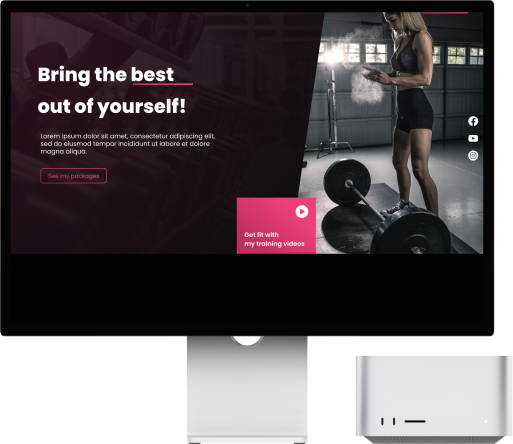 Bring the best
out of yourself!
Lorem ipsum dolor sit amet, consectetur adipiscing elit,
sed do eiusmod tempor incididunt ut labore et dolore
magna aliqua.
See my packages
Get fit with
my training videos